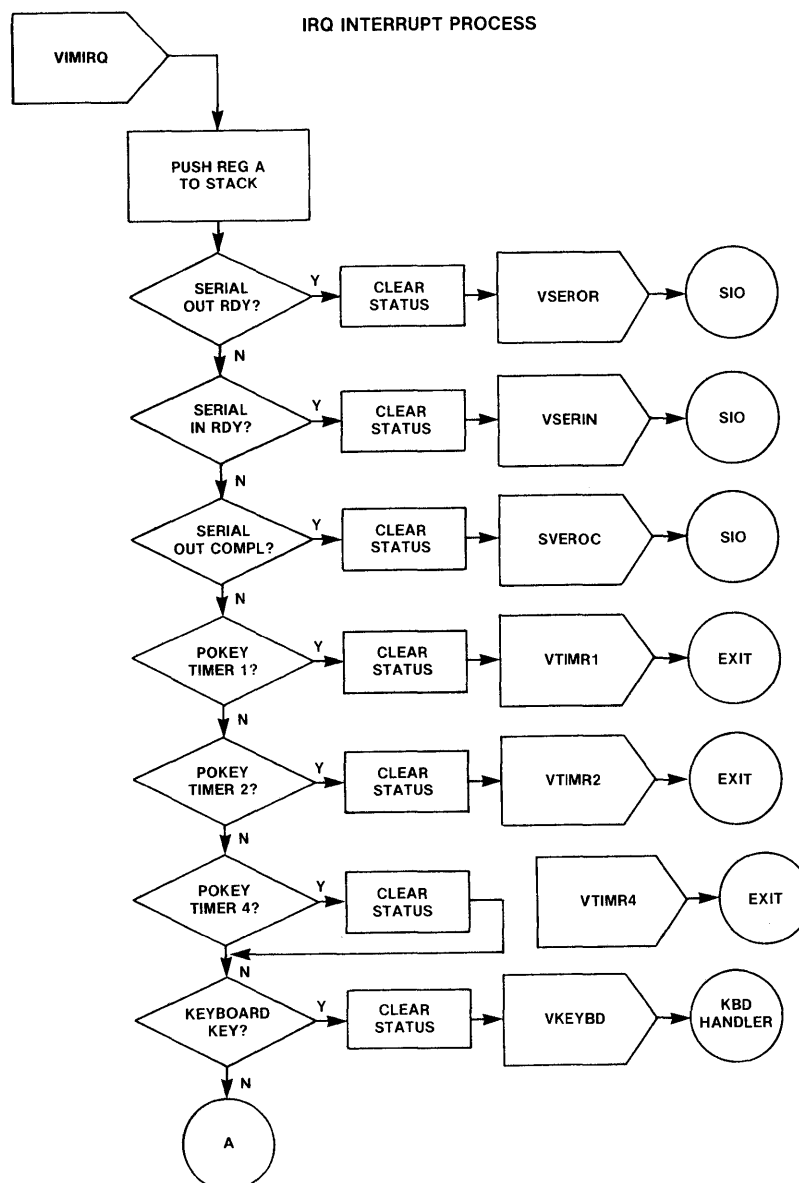 IRQ INTERRUPT PROCESS
VIMIRQ
PUSH REG A
TO STACK
SERIAL
OUT RDY?
Y
CLEAR
STATUS
VSEROR
SIO
N
SERIAL
IN RDY?
Y
CLEAR
STATUS
VSERIN
SIO
N
SERIAL
OUT COMPL?
Y
CLEAR
STATUS
SVEROC
SIO
N
POKEY
TIMER 1?
Y
CLEAR
STATUS
VTIMR1
EXIT
N
POKEY
TIMER 2?
Y
CLEAR
STATUS
VTIMR2
EXIT
N
POKEY
TIMER 4?
Y
CLEAR
STATUS
VTIMR4
EXIT
N
KEYBOARD
KEY?
Y
CLEAR
STATUS
VKEYBD
KBD
HANDLER
N
A